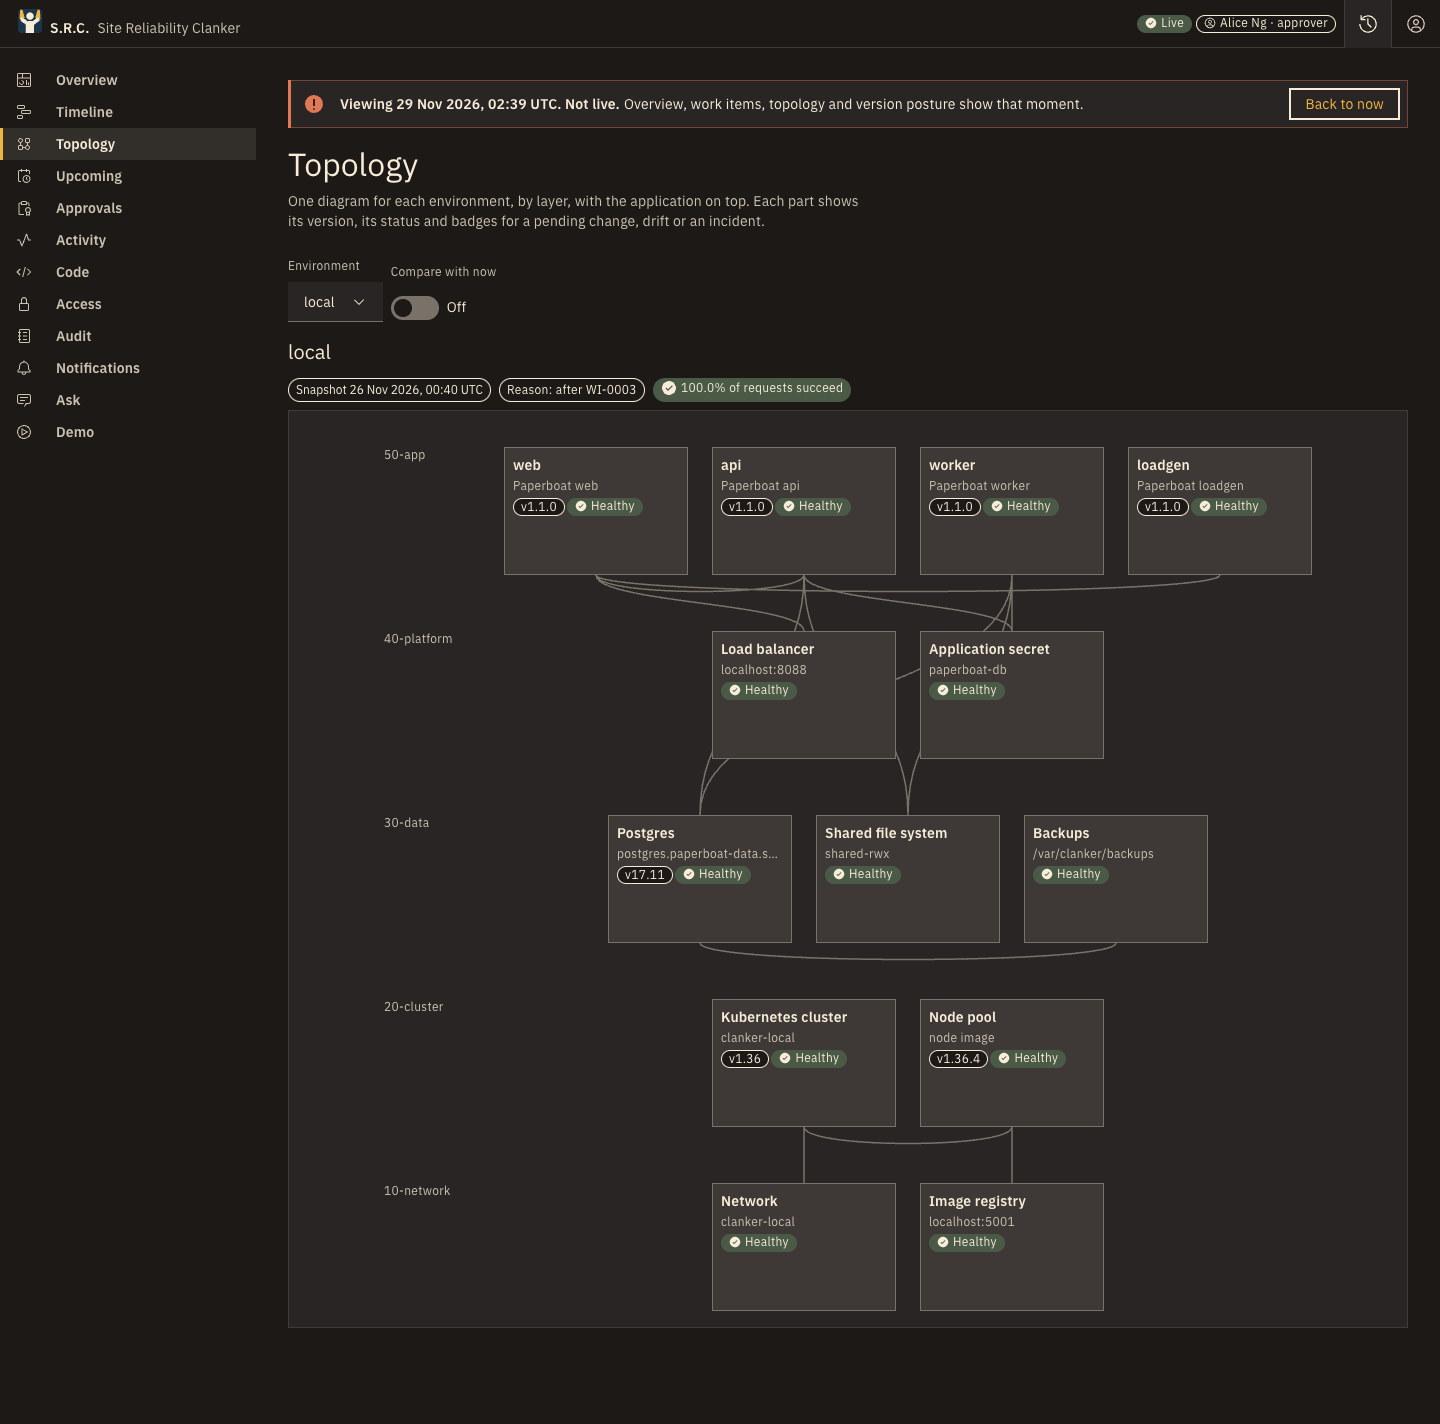 S.R.C. Site Reliability Clanker
Live
Alice Ng · approver
Overview
Timeline
Topology
Upcoming
Approvals
Activity
Code
Access
Audit
Notifications
Ask
Demo
Viewing 29 Nov 2026, 02:39 UTC. Not live. Overview, work items, topology and version posture show that moment.
Back to now
Topology
One diagram for each environment, by layer, with the application on top. Each part shows
its version, its status and badges for a pending change, drift or an incident.
Environment
local
Compare with now
Off
local
Snapshot 26 Nov 2026, 00:40 UTC
Reason: after WI-0003
100.0% of requests succeed
50-app
web
Paperboat web
v1.1.0 Healthy
api
Paperboat api
v1.1.0 Healthy
worker
Paperboat worker
v1.1.0 Healthy
loadgen
Paperboat loadgen
v1.1.0 Healthy
40-platform
Load balancer
localhost:8088
Healthy
Application secret
paperboat-db
Healthy
30-data
Postgres
postgres.paperboat-data.s...
v17.11 Healthy
Shared file system
shared-rwx
Healthy
Backups
/var/clanker/backups
Healthy
20-cluster
Kubernetes cluster
clanker-local
v1.36 Healthy
Node pool
node image
v1.36.4 Healthy
10-network
Network
clanker-local
Healthy
Image registry
localhost:5001
Healthy